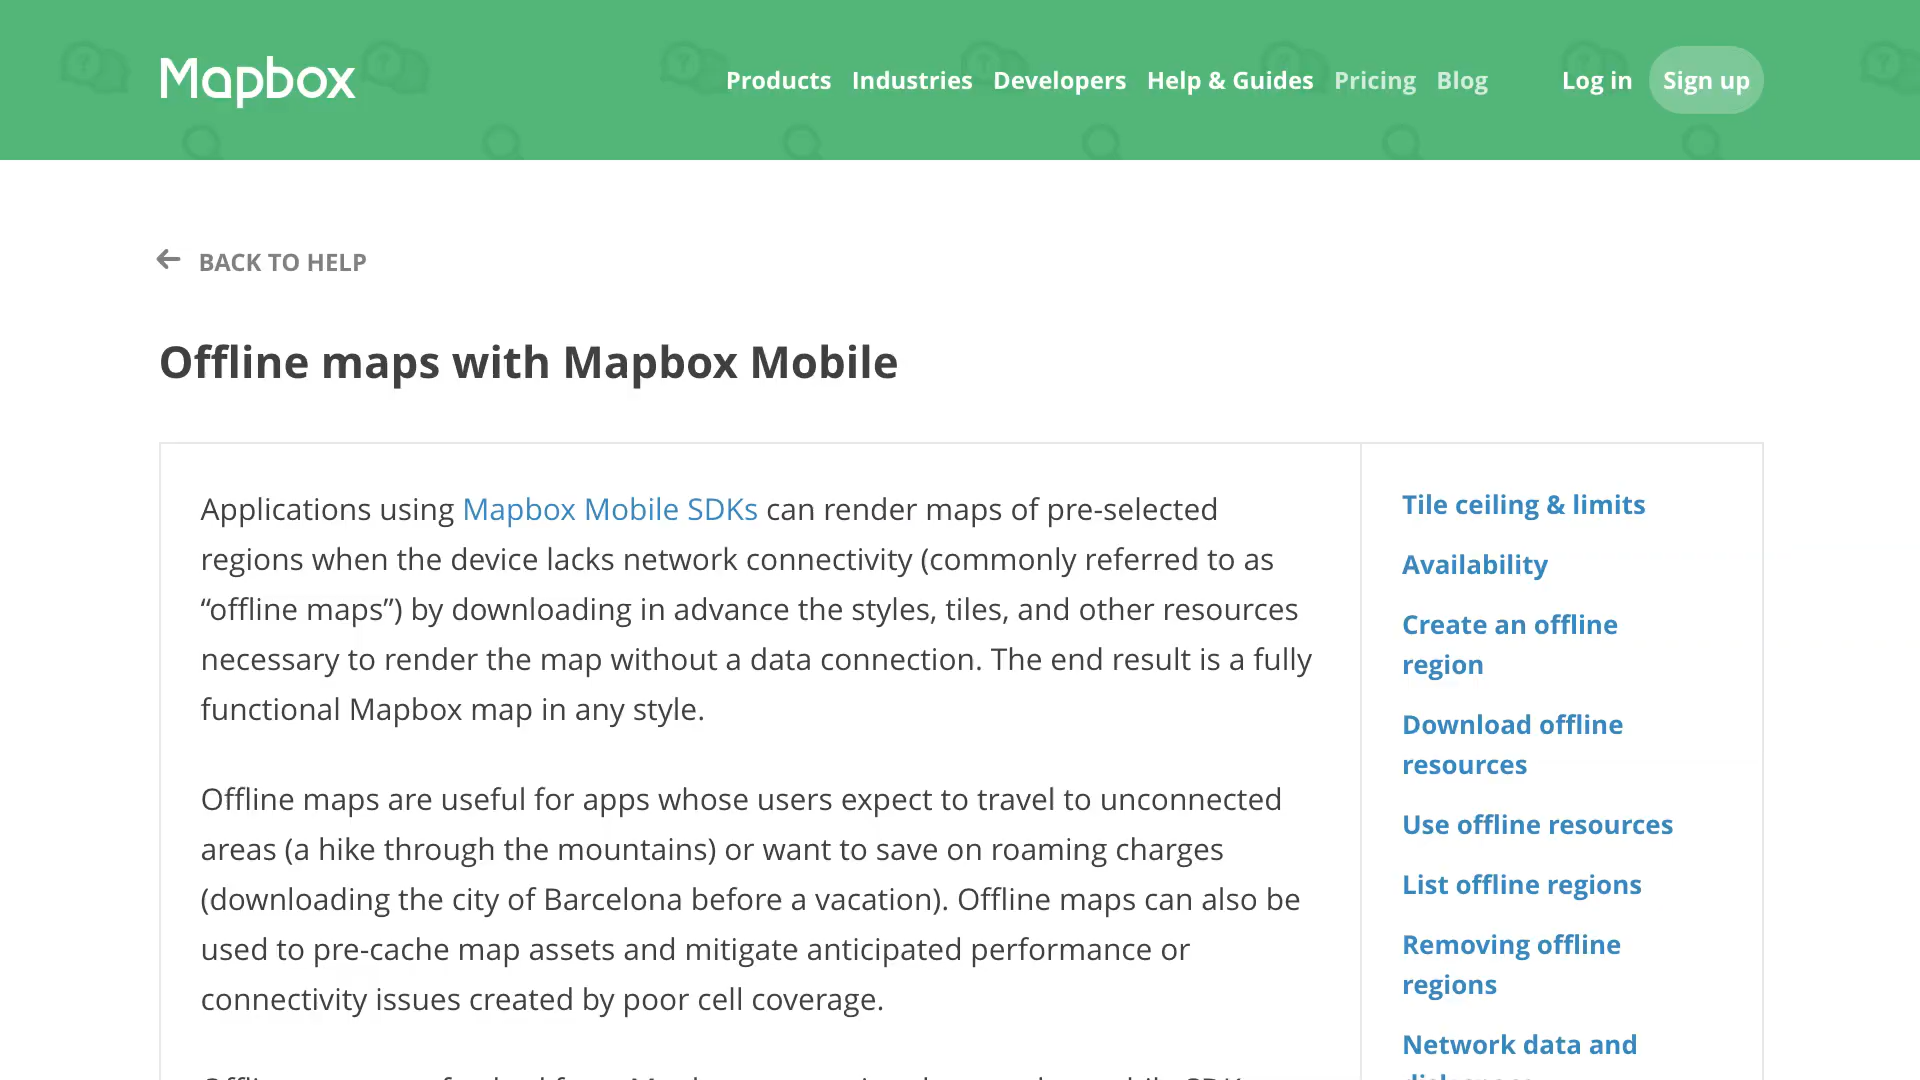 Mapbox
Products Industries Developers Help & Guides Pricing Blog Log in Sign up
BACK TO HELP
Offline maps with Mapbox Mobile
Applications using Mapbox Mobile SDKs can render maps of pre-selected
regions when the device lacks network connectivity (commonly referred to as
“offline maps”) by downloading in advance the styles, tiles, and other resources
necessary to render the map without a data connection. The end result is a fully
functional Mapbox map in any style.
Offline maps are useful for apps whose users expect to travel to unconnected
areas (a hike through the mountains) or want to save on roaming charges
(downloading the city of Barcelona before a vacation). Offline maps can also be
used to pre-cache map assets and mitigate anticipated performance or
connectivity issues created by poor cell coverage.
Tile ceiling & limits
Availability
Create an offline
region
Download offline
resources
Use offline resources
List offline regions
Removing offline
regions
Network data and